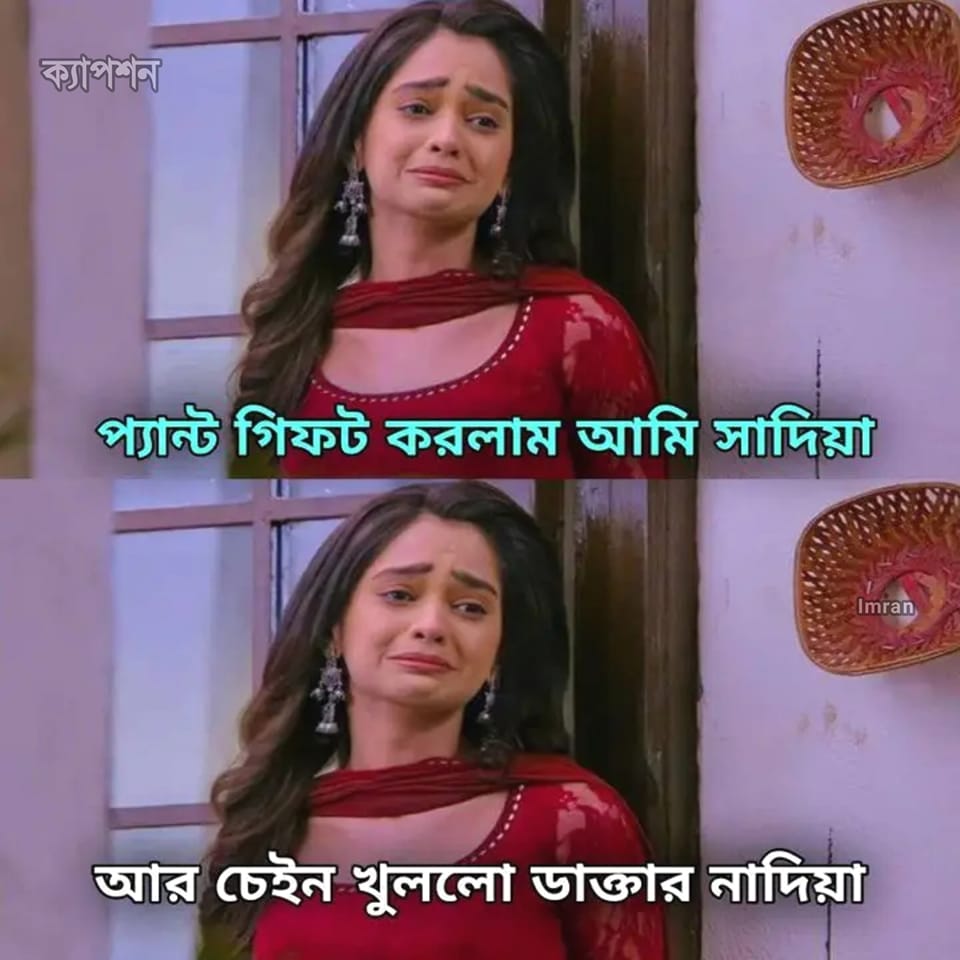 ক্যাপশন
প্যান্ট গিফট করলাম আমি সাদিয়া
Imran
আর চেইন খুললো ডাক্তার নাদিয়া